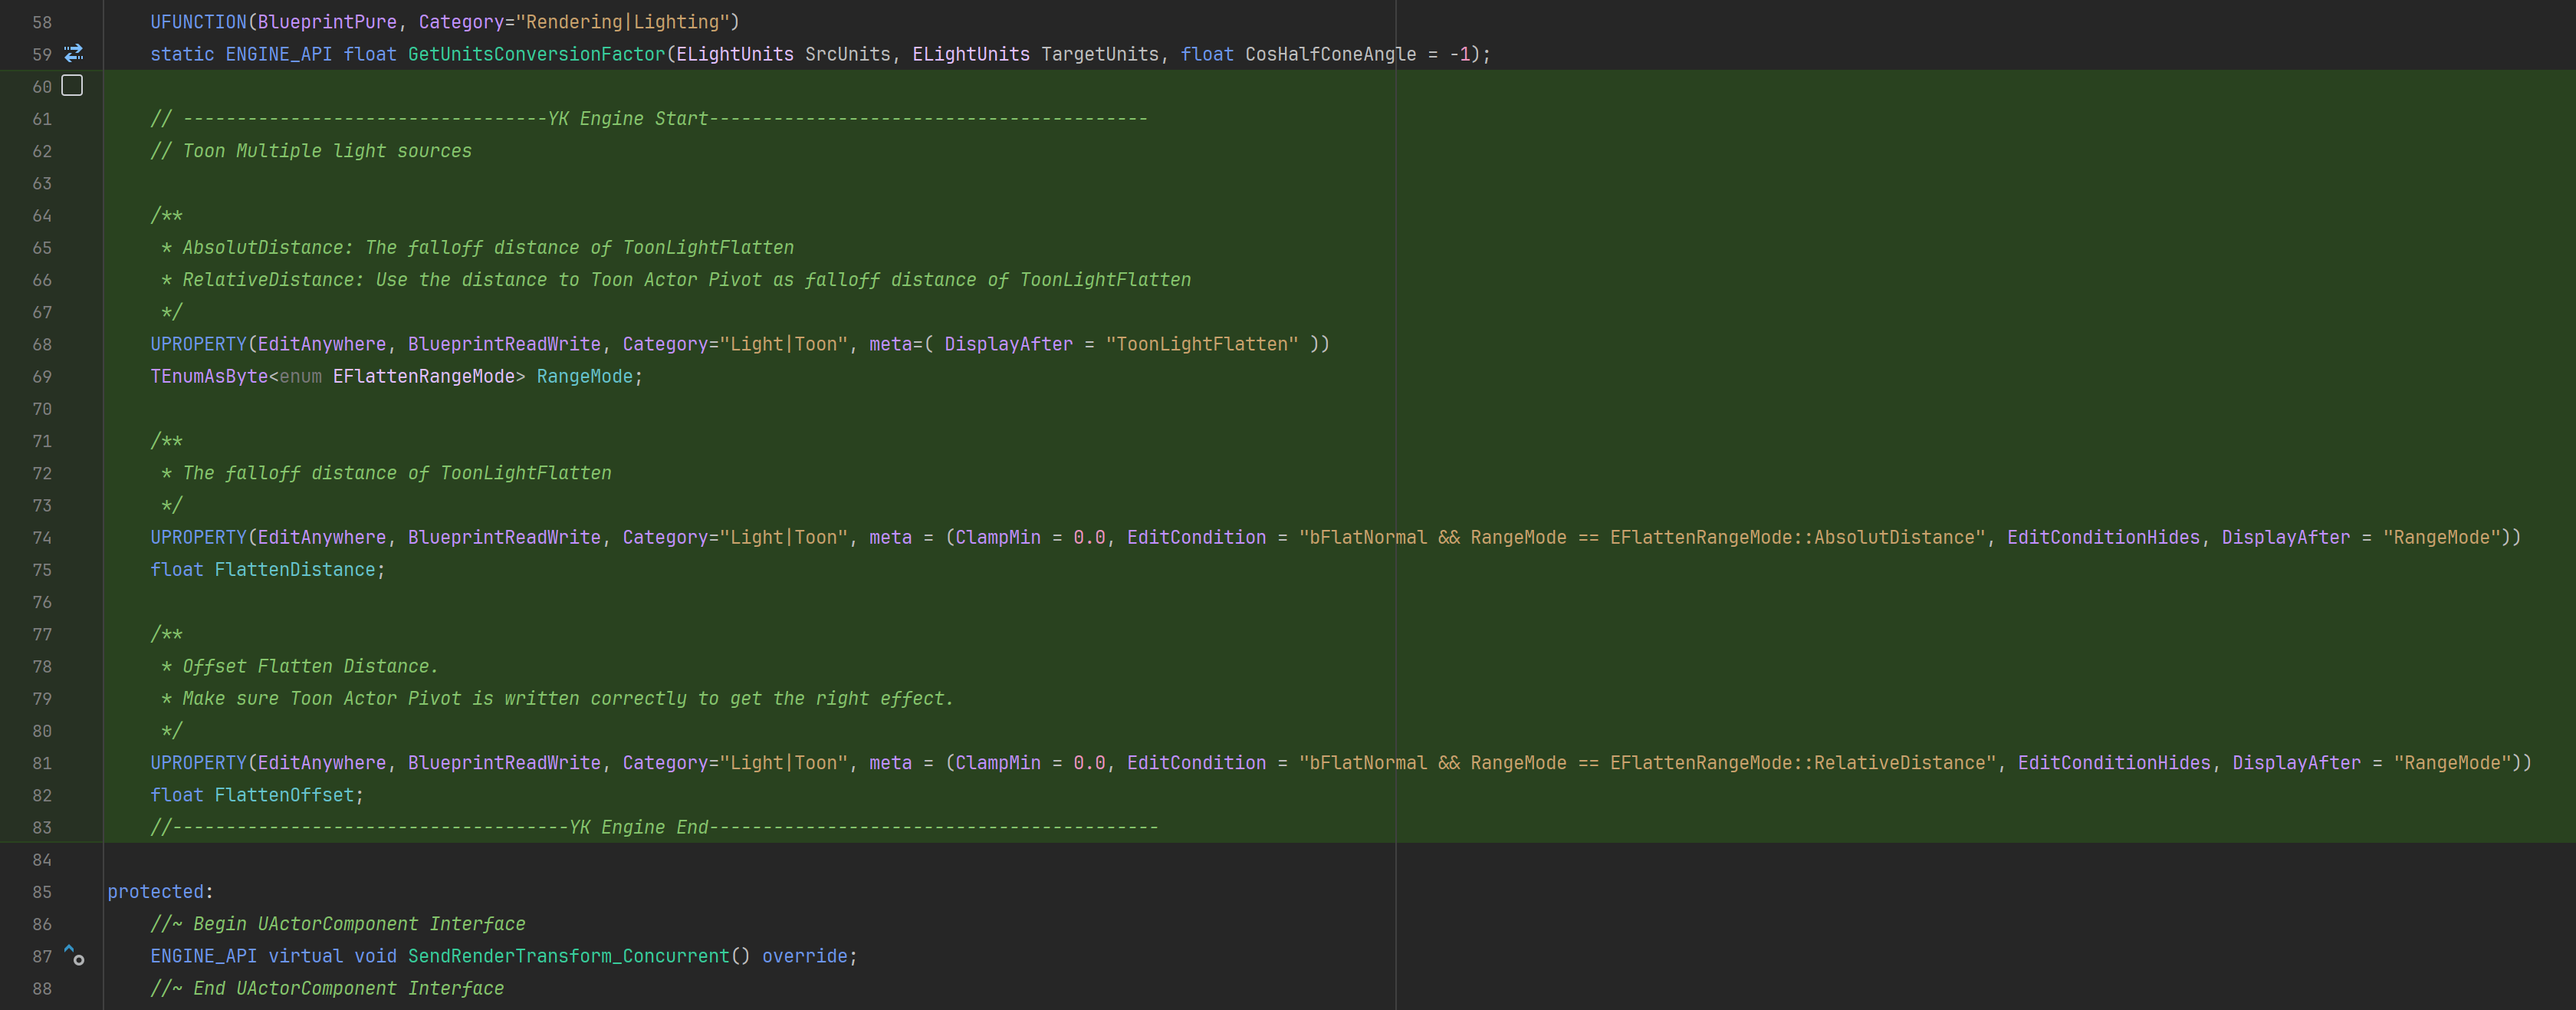 58 UFUNCTION(BlueprintPure, Category="Rendering|Lighting")
59 static ENGINE_API float GetUnitsConversionFactor(ELightUnits SrcUnits, ELightUnits TargetUnits, float CosHalfConeAngle = -1);
60
61 // ----------------------------------YK Engine Start-----------------------------------------
62 // Toon Multiple light sources
63
64 /**
65 * AbsolutDistance: The falloff distance of ToonLightFlatten
66 * RelativeDistance: Use the distance to Toon Actor Pivot as falloff distance of ToonLightFlatten
67 */
68 UPROPERTY(EditAnywhere, BlueprintReadWrite, Category="Light|Toon", meta=( DisplayAfter = "ToonLightFlatten" ))
69 TEnumAsByte<enum EFlattenRangeMode> RangeMode;
70
71 /**
72 * The falloff distance of ToonLightFlatten
73 */
74 UPROPERTY(EditAnywhere, BlueprintReadWrite, Category="Light|Toon", meta = (ClampMin = 0.0, EditCondition = "bFlatNormal && RangeMode == EFlattenRangeMode::AbsolutDistance", EditConditionHides, DisplayAfter = "RangeMode"))
75 float FlattenDistance;
76
77 /**
78 * Offset Flatten Distance.
79 * Make sure Toon Actor Pivot is written correctly to get the right effect.
80 */
81 UPROPERTY(EditAnywhere, BlueprintReadWrite, Category="Light|Toon", meta = (ClampMin = 0.0, EditCondition = "bFlatNormal && RangeMode == EFlattenRangeMode::RelativeDistance", EditConditionHides, DisplayAfter = "RangeMode"))
82 float FlattenOffset;
83 //-------------------------------------YK Engine End------------------------------------------
84
85 protected:
86 //~ Begin UActorComponent Interface
87 ENGINE_API virtual void SendRenderTransform_Concurrent() override;
88 //~ End UActorComponent Interface